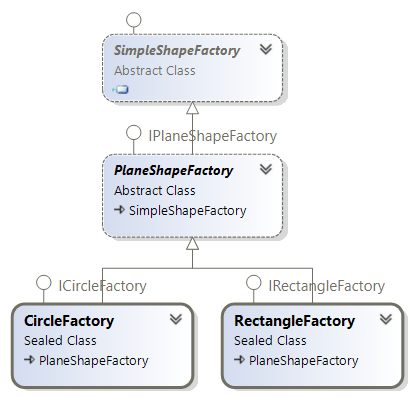 SimpleShapeFactory
Abstract Class
IPlaneShapeFactory
PlaneShapeFactory
Abstract Class
SimpleShapeFactory
ICircleFactory
IRectangleFactory
CircleFactory
Sealed Class
PlaneShapeFactory
RectangleFactory
Sealed Class
PlaneShapeFactory